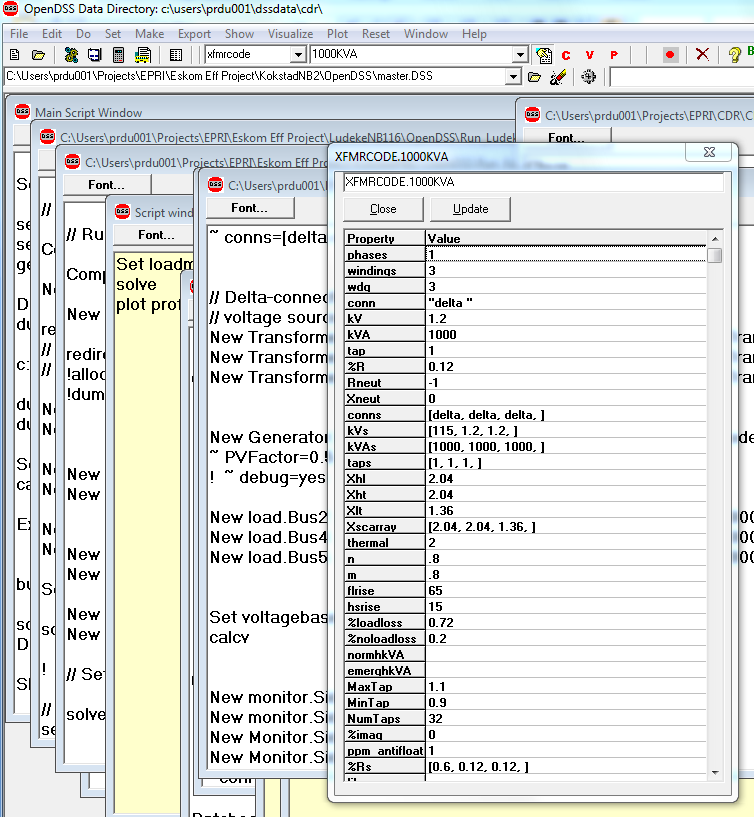 OpenDSS Data Directory: c:\users\prdu001\dssdata\cdr\
File Edit Do Set Make Export Show Visualize Plot Reset Window Help
xfmrcode 1000KVA C V P ?
C:\Users\prdu001\Projects\EPRI\Eskom Eff Project\KokstadNB2\OpenDSS\master.DSS
Main Script Window
C:\Users\prdu001\Projects\EPRI\CDR\C
C:\Users\prdu001\Projects\EPRI\Eskom Eff Project\LudekeNB116\OpenDSS\Run_Ludek
Font...
C:\Users\prdu001\Projects\EPRI\Eskom Eff Pro
Font...
Script wind
Font...
Set loadm
solve
plot prof
// Ru
Comp
New
redire
!alloc
!dum
New
New
New
New
New
New
// Set
solve
C:\U
Font...
~ conns=[delta
// Delta-connec
// voltage sourc
New Transform
New Transform
New Transform
New Generator
~ PVFactor=0.5
! ~ debug=yes
New load.Bus2
New load.Bus4
New load.Bus5
Set voltagebas
calcv
New monitor.Si
New monitor.Si
New Monitor.Si
New Monitor.Si
XFMRCODE.1000KVA
XFMRCODE.1000KVA
Close Update
Property Value
phases 1
windings 3
wdg 3
conn "delta "
kV 1.2
kVA 1000
tap 1
%R 0.12
Rneut -1
Xneut 0
conns [delta, delta, delta, ]
kVs [115, 1.2, 1.2, ]
kVAs [1000, 1000, 1000, ]
taps [1, 1, 1, ]
Xhl 2.04
Xht 2.04
Xlt 1.36
Xscarray [2.04, 2.04, 1.36, ]
thermal 2
n .8
m .8
flrise 65
hsrise 15
%loadloss 0.72
%noloadloss 0.2
normhkVA
emerghkVA
MaxTap 1.1
MinTap 0.9
NumTaps 32
%imag 0
ppm_antifloat 1
%Rs [0.6, 0.12, 0.12, ]